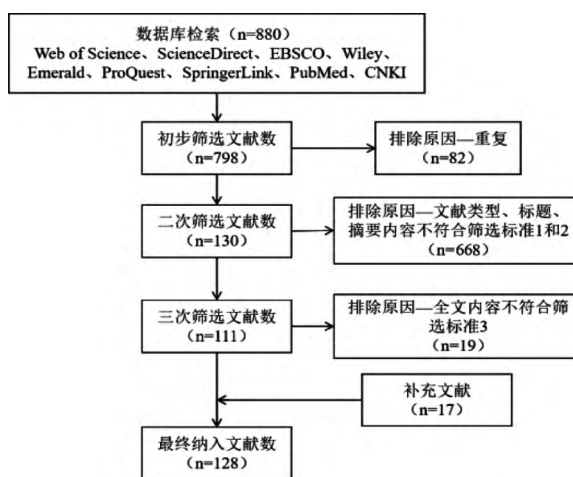 数据库检索（n=880）
Web of Science、ScienceDirect、EBSCO、Wiley、
Emerald、ProQuest、SpringerLink、PubMed、CNKI
初步筛选文献数
（n=798）
排除原因—重复
（n=82）
二次筛选文献数
（n=130）
排除原因—文献类型、标题、
摘要内容不符合筛选标准1和2
（n=668）
三次筛选文献数
（n=111）
排除原因—全文内容不符合筛
选标准3
（n=19）
补充文献
（n=17）
最终纳入文献数
（n=128）